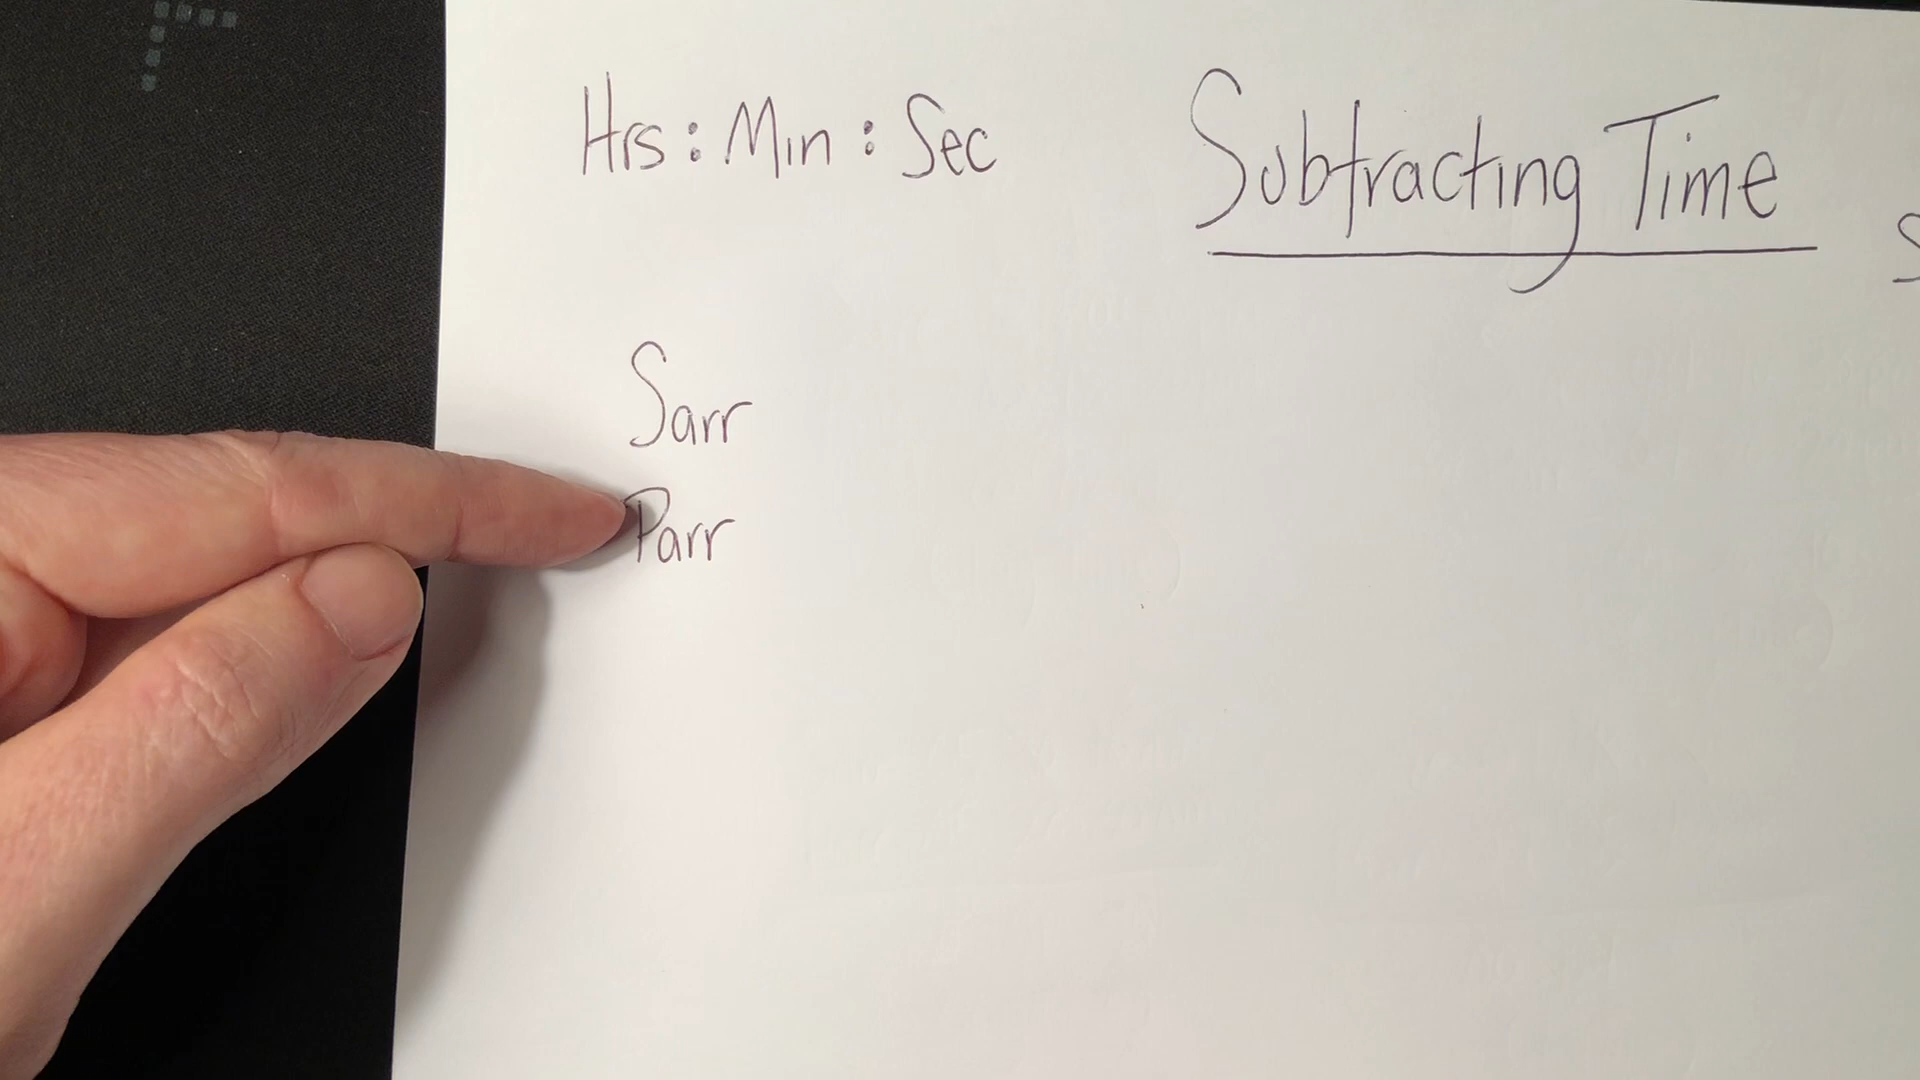 Hrs : Min : Sec
Subtracting Time
Sarr
Parr